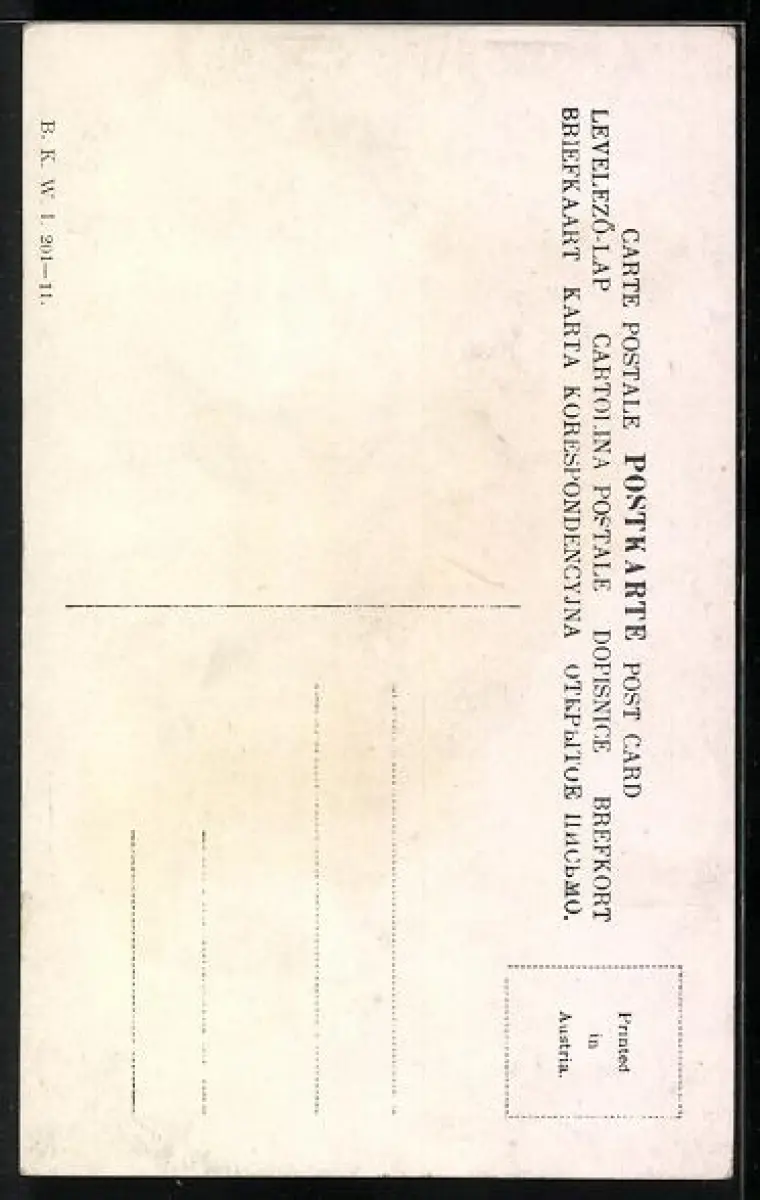 CARTE POSTALE POSTKARTE POST CARD
LEVELEZŐ-LAP CARTOLINA POSTALE DOPISNICE BREFKORT
BRIEFKAART KARTA KORESPONDENCYJNA ОТКРЫТОЕ ПИСЬМО.
Printed
in
Austria.
B. K. W. I. 201—11.